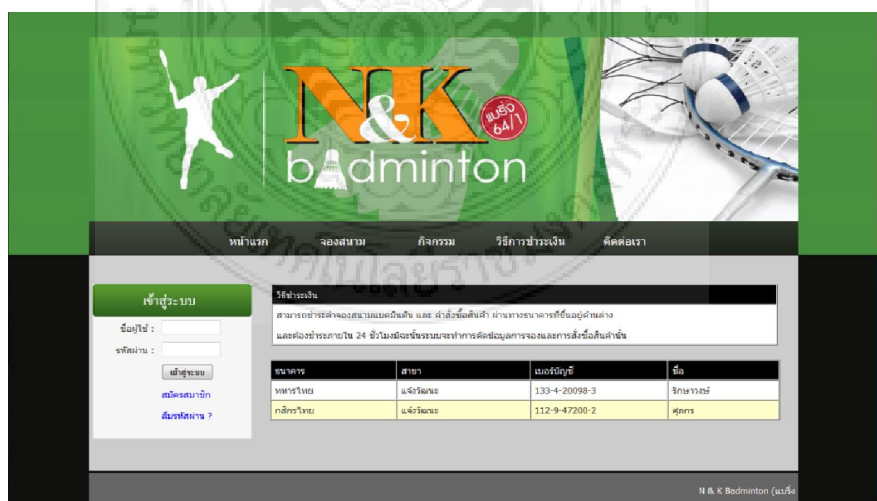 N&K
แบริ่ง
64/1
badminton
หน้าแรก จองสนาม กิจกรรม วิธีการชำระเงิน ติดต่อเรา
เข้าสู่ระบบ
ชื่อผู้ใช้ :
รหัสผ่าน :
เข้าสู่ระบบ
สมัครสมาชิก
ลืมรหัสผ่าน ?
วิธีชำระเงิน
สามารถชำระค่าจองสนามแบดมินตัน และ ค่าสั่งซื้อสินค้า ผ่านทางธนาคารที่ขึ้นอยู่ด้านล่าง
และต้องชำระภายใน 24 ชั่วโมงมิฉะนั้นระบบจะทำการตัดข้อมูลการจองและการสั่งซื้อสินค้านั้น
ธนาคาร สาขา เบอร์บัญชี ชื่อ
ทหารไทย แจ้งวัฒนะ 133-4-20098-3 รักษาวงษ์
กสิกรไทย แจ้งวัฒนะ 112-9-47200-2 ศุภกร
N & K Badminton (แบริ่ง